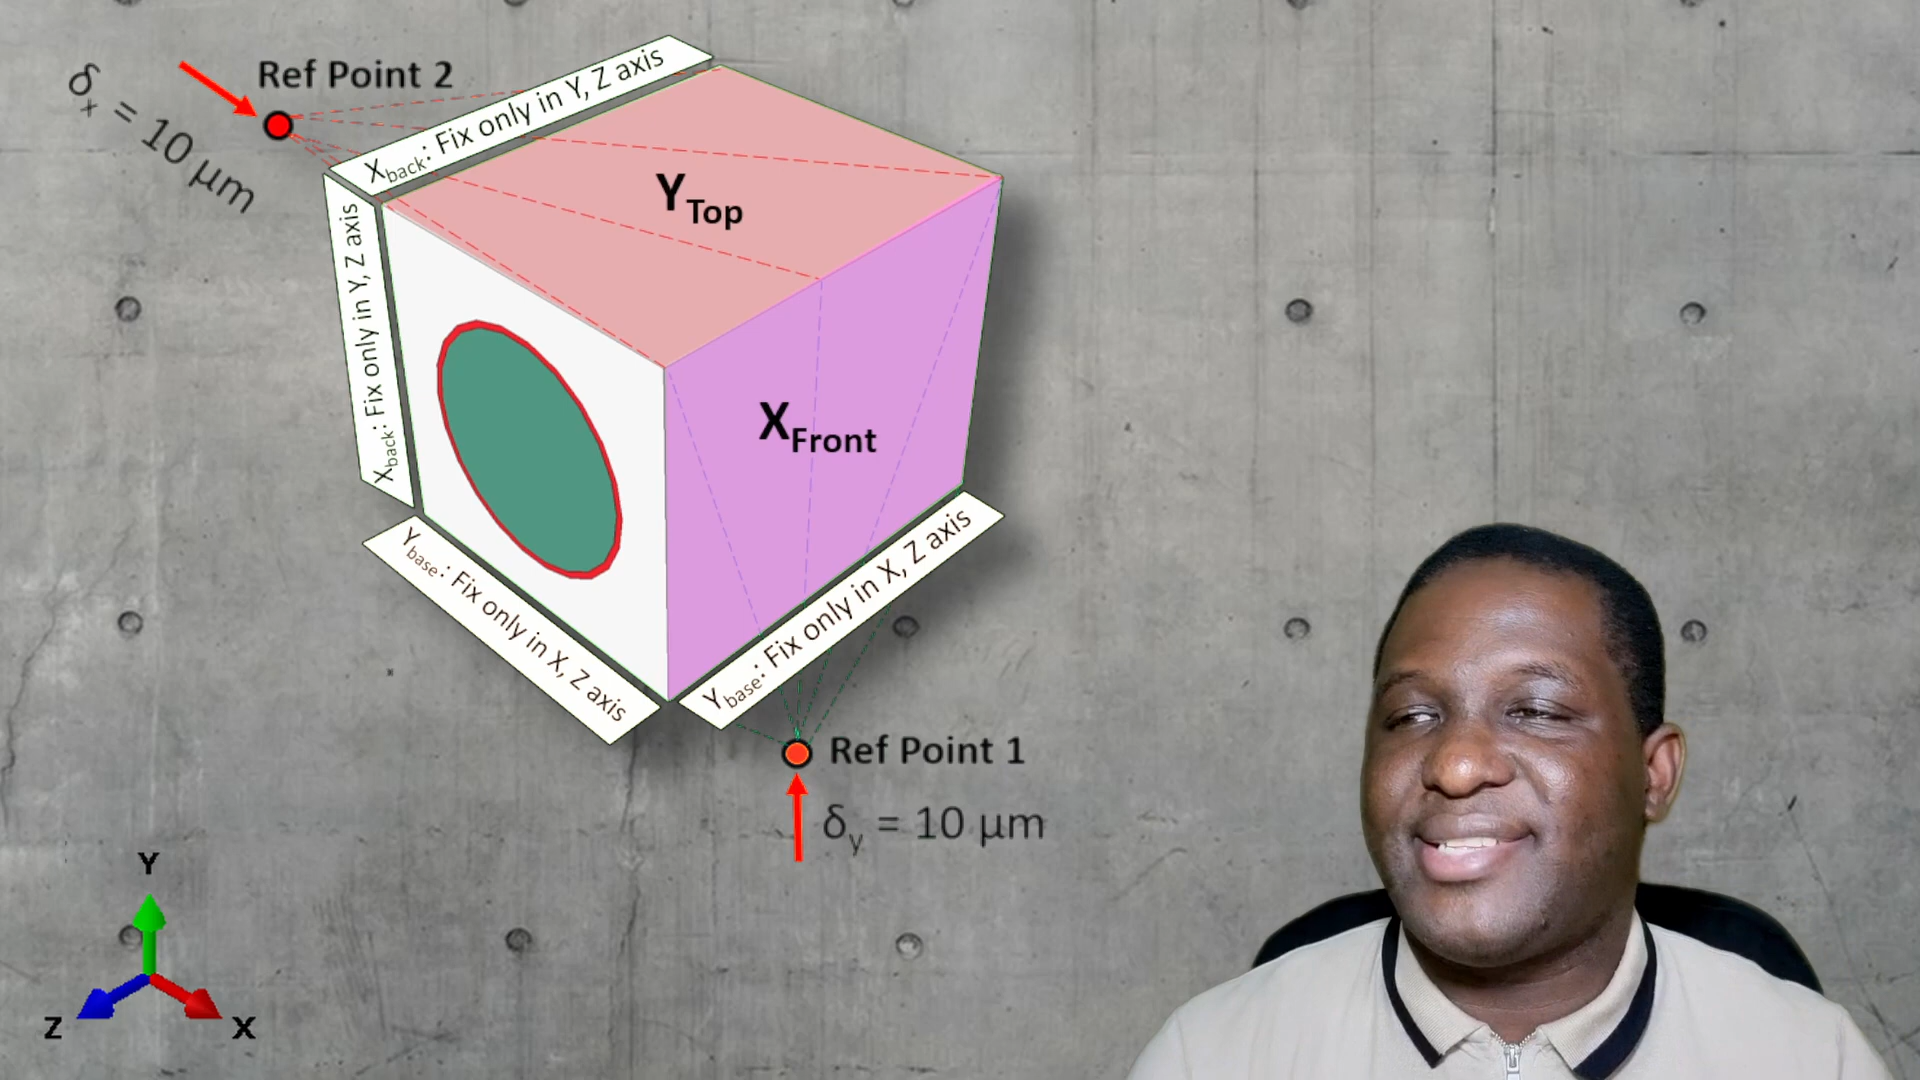 Ref Point 2
δx = 10 µm
Xback: Fix only in Y, Z axis
Xback: Fix only in Y, Z axis
YTop
XFront
Ybase: Fix only in X, Z axis
Ybase: Fix only in X, Z axis
Ref Point 1
δy = 10 µm
Y
Z
X